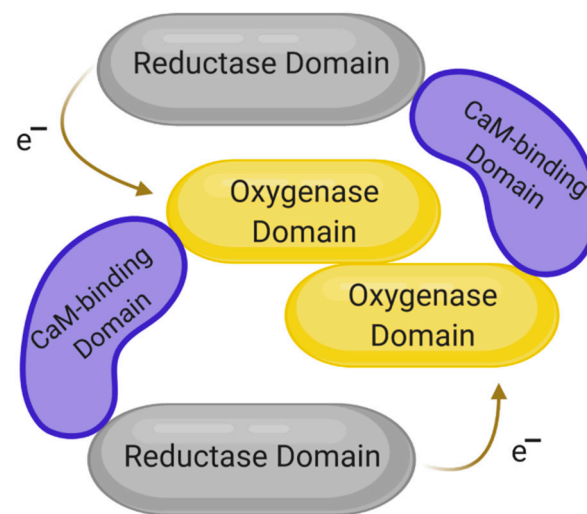 Reductase Domain
e–
CaM-binding
Domain
Oxygenase
Domain
CaM-binding
Domain
Oxygenase
Domain
Reductase Domain
e–